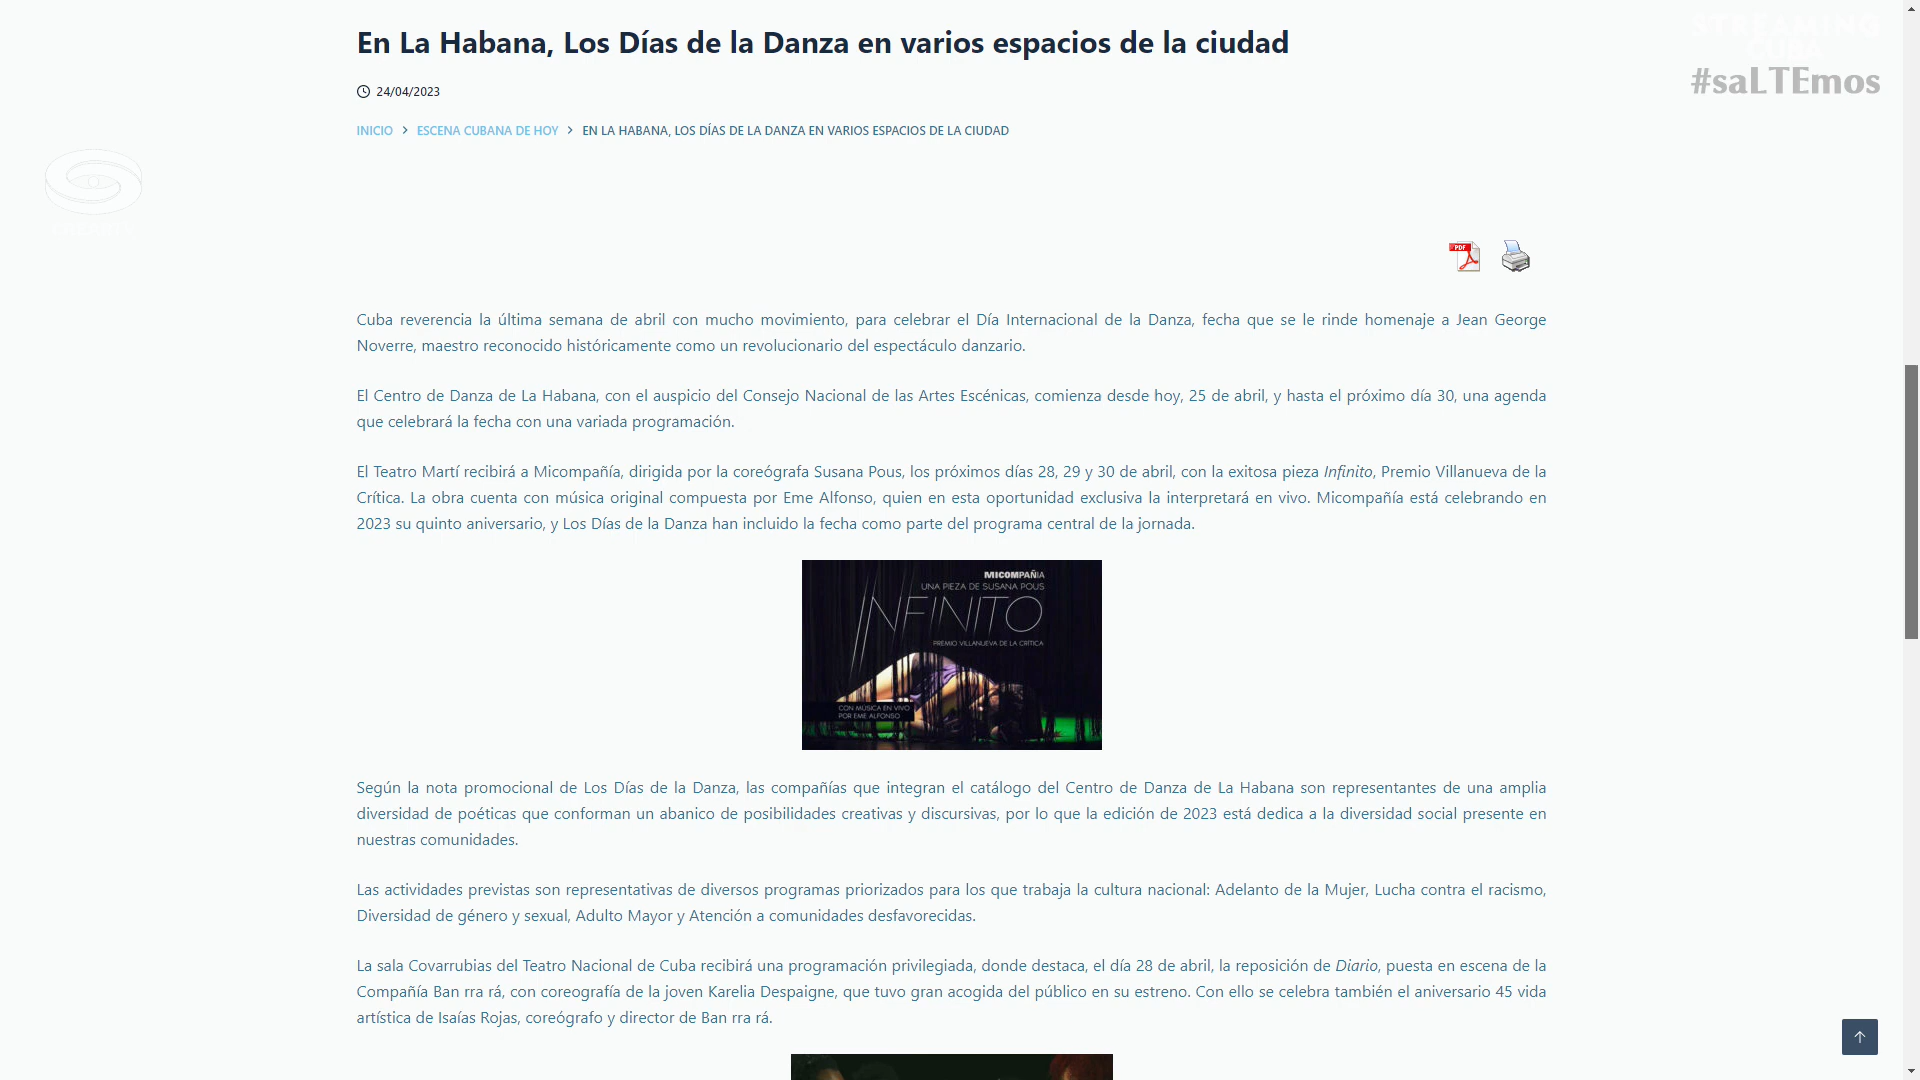 En La Habana, Los Días de la Danza en varios espacios de la ciudad
STREAMING
CUBA
#saLTEmos
24/04/2023
INICIO > ESCENA CUBANA DE HOY > EN LA HABANA, LOS DÍAS DE LA DANZA EN VARIOS ESPACIOS DE LA CIUDAD
PDF
Cuba reverencia la última semana de abril con mucho movimiento, para celebrar el Día Internacional de la Danza, fecha que se le rinde homenaje a Jean George
Noverre, maestro reconocido históricamente como un revolucionario del espectáculo danzario.
El Centro de Danza de La Habana, con el auspicio del Consejo Nacional de las Artes Escénicas, comienza desde hoy, 25 de abril, y hasta el próximo día 30, una agenda
que celebrará la fecha con una variada programación.
El Teatro Martí recibirá a Micompañía, dirigida por la coreógrafa Susana Pous, los próximos días 28, 29 y 30 de abril, con la exitosa pieza Infinito, Premio Villanueva de la
Crítica. La obra cuenta con música original compuesta por Eme Alfonso, quien en esta oportunidad exclusiva la interpretará en vivo. Micompañía está celebrando en
2023 su quinto aniversario, y Los Días de la Danza han incluido la fecha como parte del programa central de la jornada.
MICOMPAÑIA
UNA PIEZA DE SUSANA POUS
INFINITO
PREMIO VILLANUEVA DE LA CRÍTICA
CON MÚSICA EN VIVO
POR EME ALFONSO
Según la nota promocional de Los Días de la Danza, las compañías que integran el catálogo del Centro de Danza de La Habana son representantes de una amplia
diversidad de poéticas que conforman un abanico de posibilidades creativas y discursivas, por lo que la edición de 2023 está dedica a la diversidad social presente en
nuestras comunidades.
Las actividades previstas son representativas de diversos programas priorizados para los que trabaja la cultura nacional: Adelanto de la Mujer, Lucha contra el racismo,
Diversidad de género y sexual, Adulto Mayor y Atención a comunidades desfavorecidas.
La sala Covarrubias del Teatro Nacional de Cuba recibirá una programación privilegiada, donde destaca, el día 28 de abril, la reposición de Diario, puesta en escena de la
Compañía Ban rra rá, con coreografía de la joven Karelia Despaigne, que tuvo gran acogida del público en su estreno. Con ello se celebra también el aniversario 45 vida
artística de Isaías Rojas, coreógrafo y director de Ban rra rá.